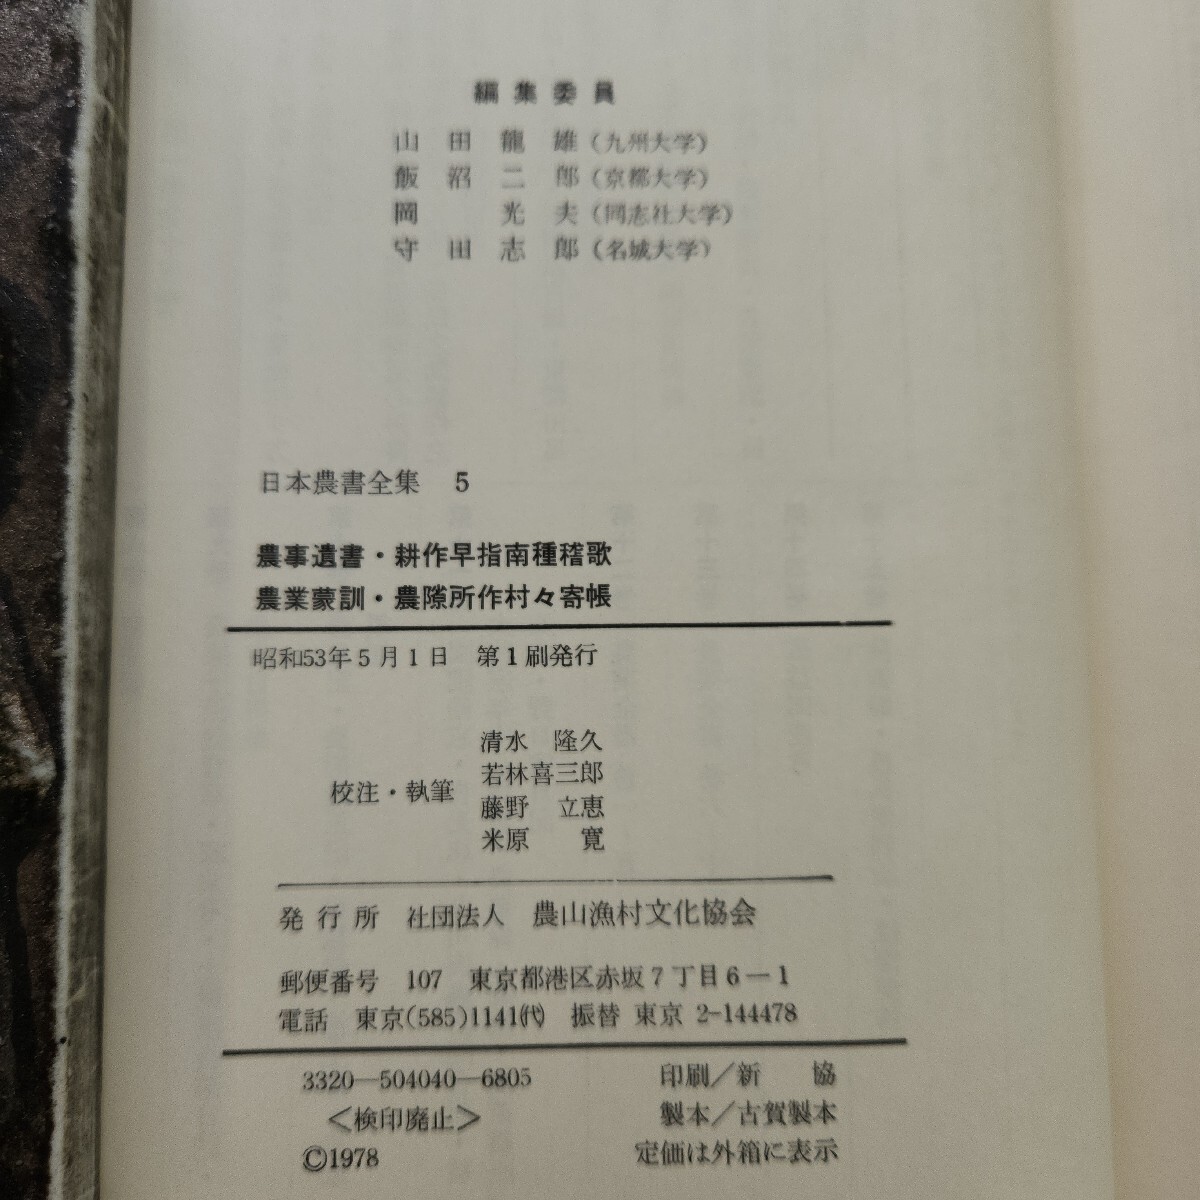 編集委員
山田龍雄(九州大学)
飯沼二郎(京都大学)
岡 光夫(同志社大学)
守田志郎(名城大学)
日本農書全集 5
農事遺書・耕作早指南種稽歌
農業蒙訓・農隙所作村々寄帳
昭和53年5月1日 第1刷発行
校注・執筆
清水 隆久
若林喜三郎
藤野 立恵
米原 寛
発行所 社団法人 農山漁村文化協会
郵便番号 107 東京都港区赤坂7丁目6−1
電話 東京(585)1141㈹ 振替 東京 2-144478
3320—504040—6805
印刷/新 協
<検印廃止>
製本/古賀製本
©1978
定価は外箱に表示